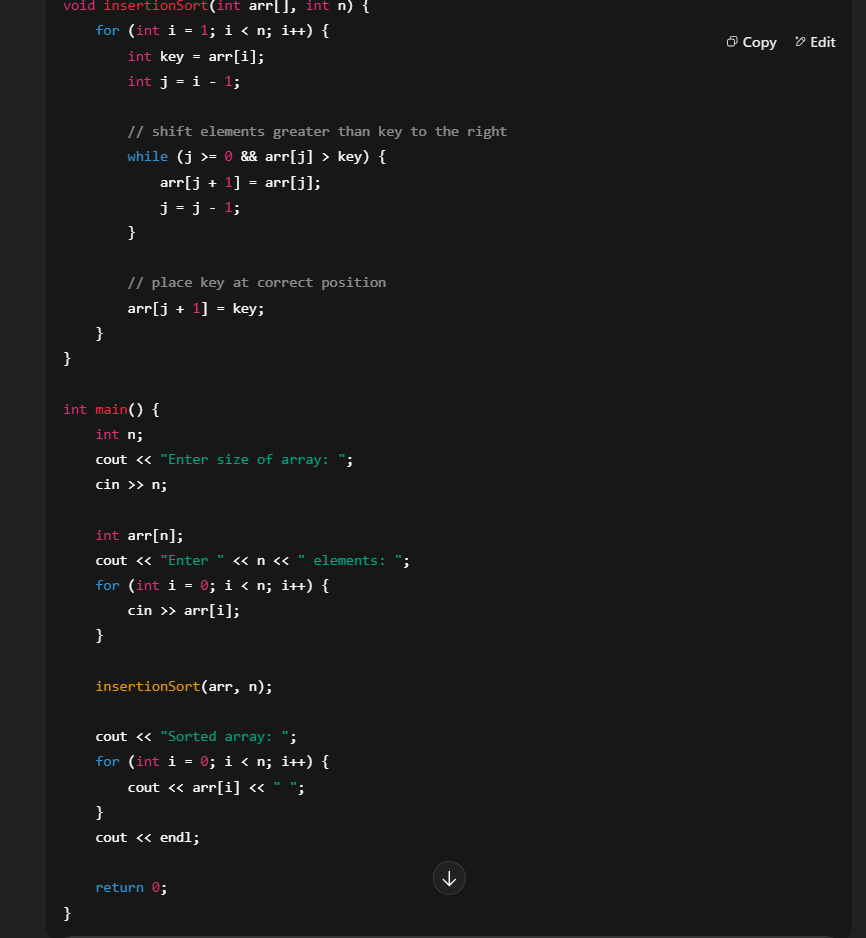 void insertionSort(int arr[], int n) {
    for (int i = 1; i < n; i++) {
Copy Edit
        int key = arr[i];
        int j = i - 1;

        // shift elements greater than key to the right
        while (j >= 0 && arr[j] > key) {
            arr[j + 1] = arr[j];
            j = j - 1;
        }

        // place key at correct position
        arr[j + 1] = key;
    }
}

int main() {
    int n;
    cout << "Enter size of array: ";
    cin >> n;

    int arr[n];
    cout << "Enter " << n << " elements: ";
    for (int i = 0; i < n; i++) {
        cin >> arr[i];
    }

    insertionSort(arr, n);

    cout << "Sorted array: ";
    for (int i = 0; i < n; i++) {
        cout << arr[i] << " ";
    }
    cout << endl;

    return 0;
}